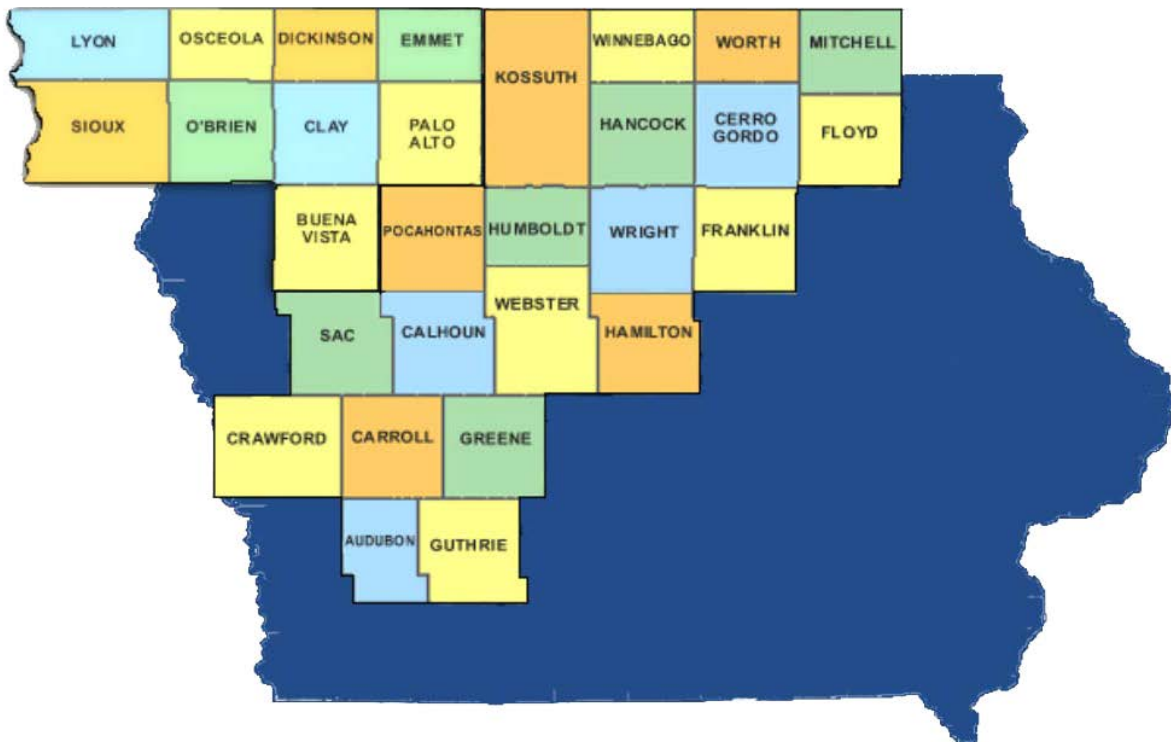 LYON
OSCEOLA
DICKINSON
EMMET
KOSSUTH
WINNEBAGO
WORTH
MITCHELL
SIOUX
O'BRIEN
CLAY
PALO
ALTO
HANCOCK
CERRO
GORDO
FLOYD
BUENA
VISTA
POCAHONTAS
HUMBOLDT
WRIGHT
FRANKLIN
SAC
CALHOUN
WEBSTER
HAMILTON
CRAWFORD
CARROLL
GREENE
AUDUBON
GUTHRIE